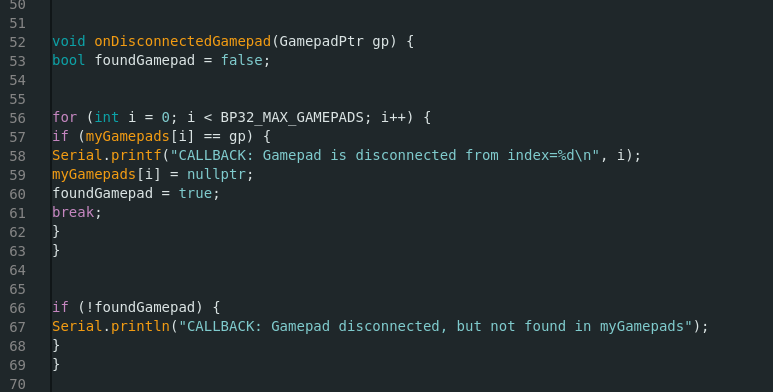 50
51
52 void onDisconnectedGamepad(GamepadPtr gp) {
53 bool foundGamepad = false;
54
55
56 for (int i = 0; i < BP32_MAX_GAMEPADS; i++) {
57 if (myGamepads[i] == gp) {
58 Serial.printf("CALLBACK: Gamepad is disconnected from index=%d\n", i);
59 myGamepads[i] = nullptr;
60 foundGamepad = true;
61 break;
62 }
63 }
64
65
66 if (!foundGamepad) {
67 Serial.println("CALLBACK: Gamepad disconnected, but not found in myGamepads");
68 }
69 }
70